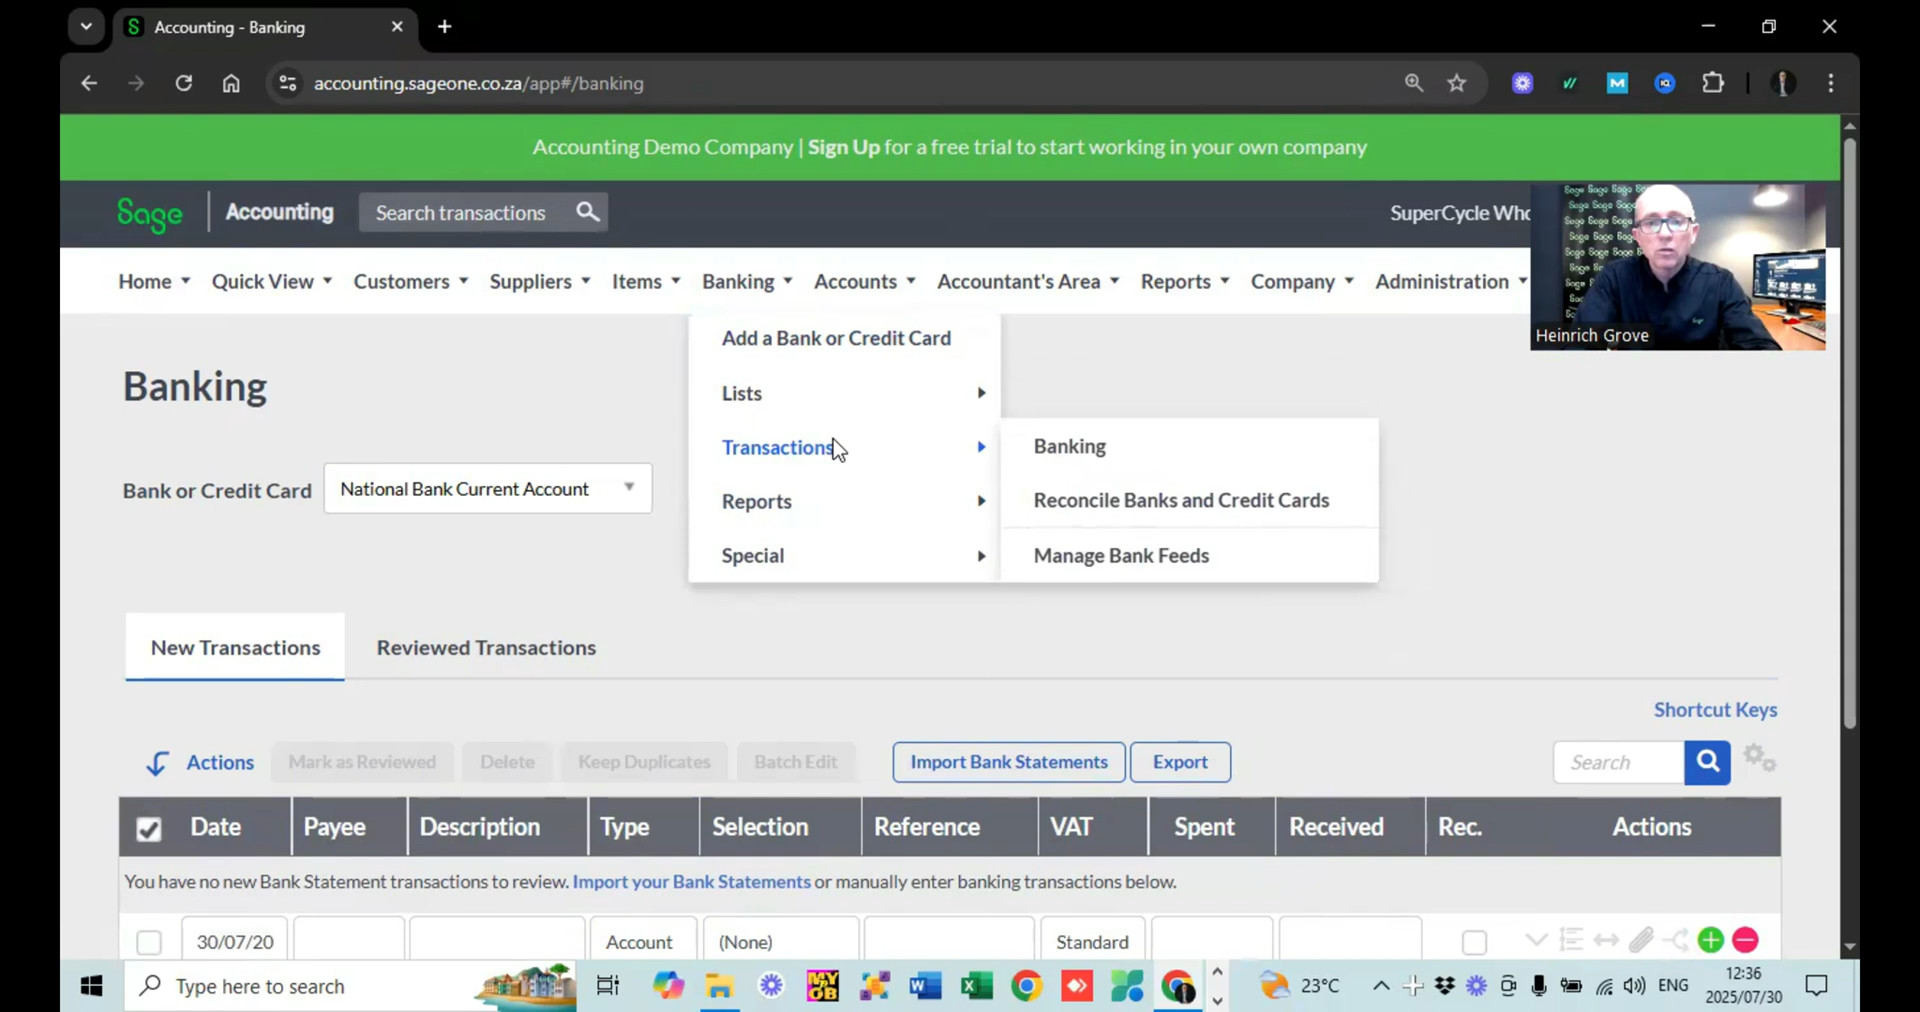 Accounting - Banking
accounting.sageone.co.za/app#/banking
Accounting Demo Company | Sign Up for a free trial to start working in your own company
Sage Accounting Search transactions SuperCycle Who
Home Quick View Customers Suppliers Items Banking Accounts Accountant's Area Reports Company Administration
Heinrich Grove
Add a Bank or Credit Card
Lists
Transactions
Reports
Special
Banking
Reconcile Banks and Credit Cards
Manage Bank Feeds
Banking
Bank or Credit Card National Bank Current Account
New Transactions Reviewed Transactions
Shortcut Keys
Actions Mark as Reviewed Delete Keep Duplicates Batch Edit Import Bank Statements Export Search
Date Payee Description Type Selection Reference VAT Spent Received Rec. Actions
You have no new Bank Statement transactions to review. Import your Bank Statements or manually enter banking transactions below.
30/07/20 Account (None) Standard
Type here to search 23°C ENG 12:36
2025/07/30